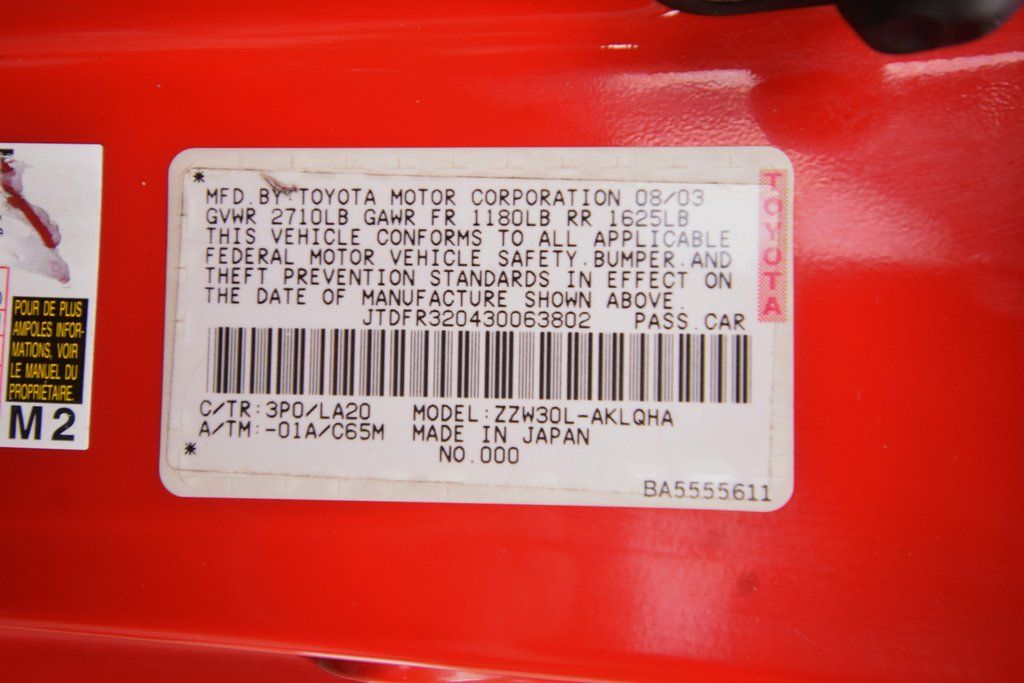 *
MFD.BY:TOYOTA MOTOR CORPORATION 08/03
GVWR 2710LB GAWR FR 1180LB RR 1625LB
THIS VEHICLE CONFORMS TO ALL APPLICABLE
FEDERAL MOTOR VEHICLE SAFETY.BUMPER.AND
THEFT PREVENTION STANDARDS IN EFFECT ON
THE DATE OF MANUFACTURE SHOWN ABOVE.
JTDFR320430063802 PASS.CAR
C/TR:3P0/LA20 MODEL:ZZW30L-AKLQHA
A/TM:-01A/C65M MADE IN JAPAN
* NO.000
BA5555611
TOYOTA
POUR DE PLUS
AMPOLES INFOR-
MATIONS, VOIR
LE MANUEL DU
PROPRIÉTAIRE.
M2